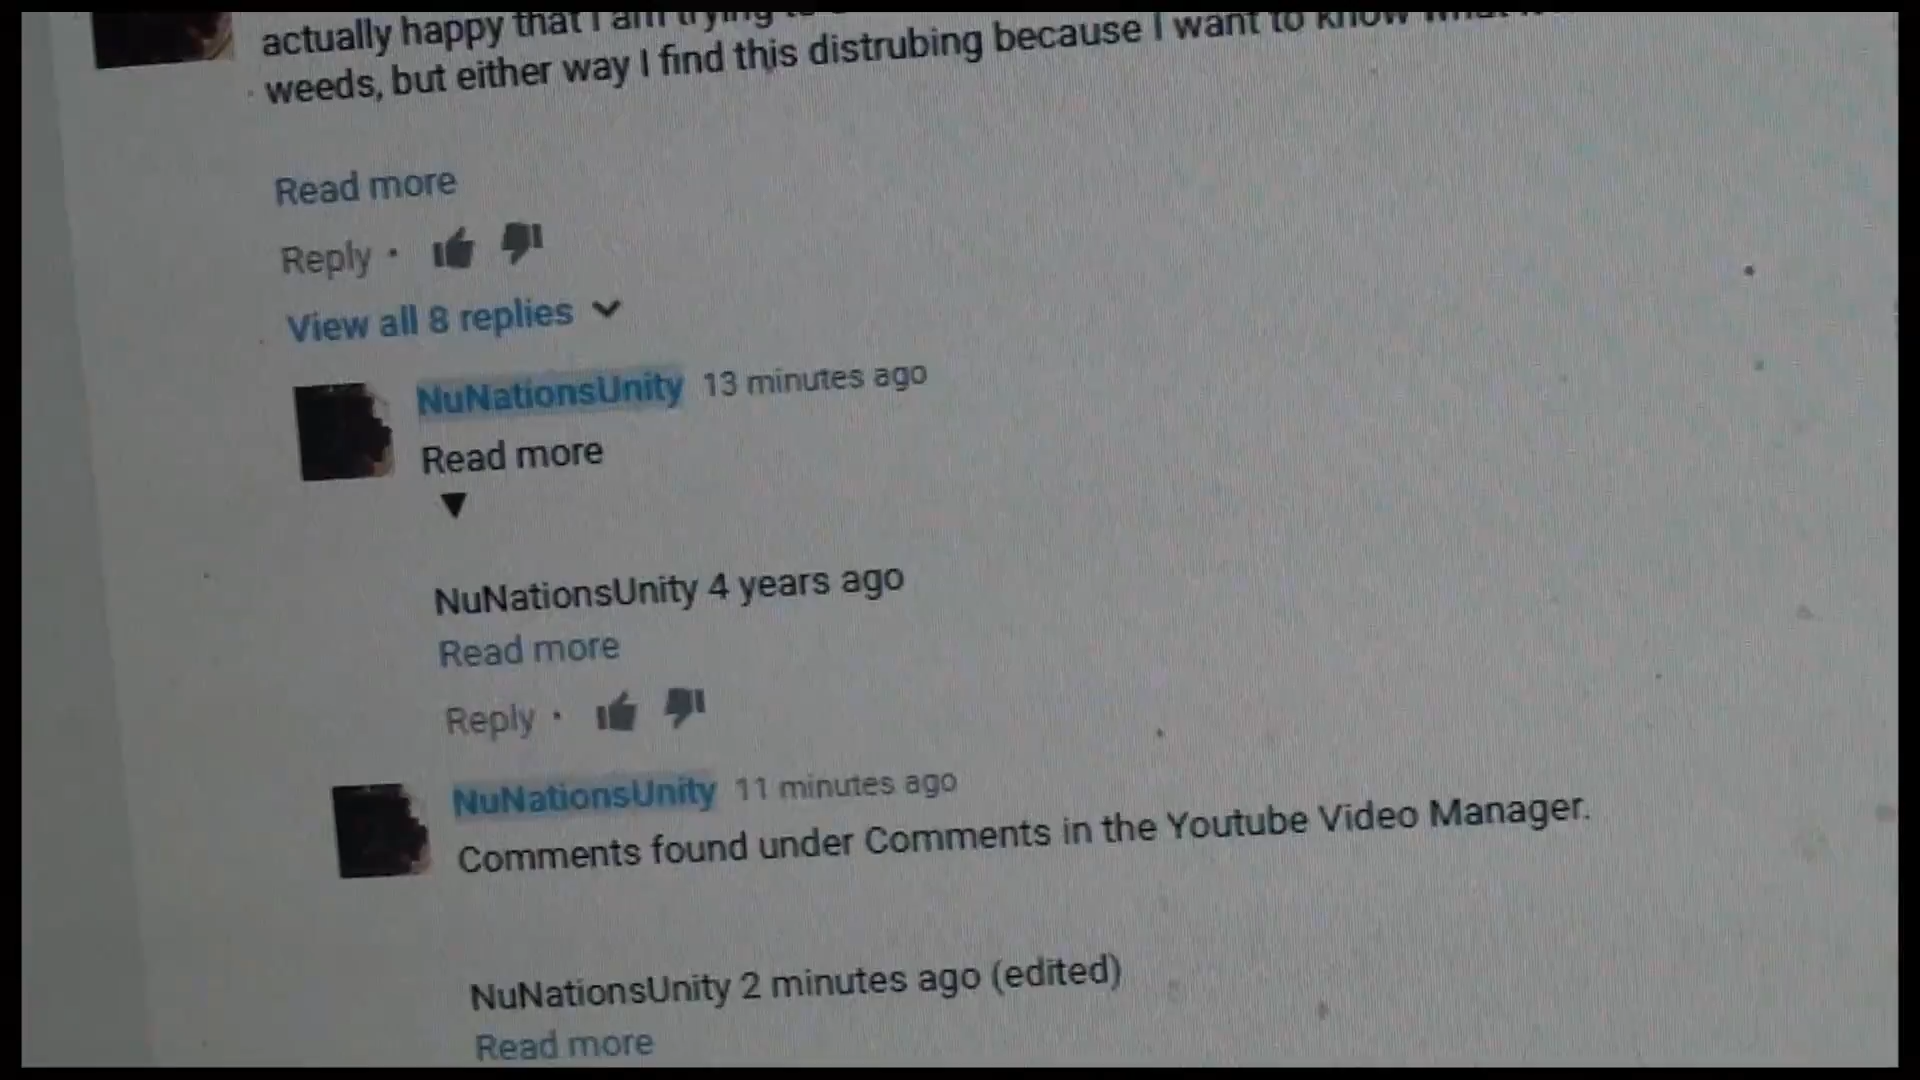 actually happy that I am trying
weeds, but either way I find this distrubing because I want to know
Read more
Reply •
View all 8 replies
NuNationsUnity 13 minutes ago
Read more
NuNationsUnity 4 years ago
Read more
Reply •
NuNationsUnity 11 minutes ago
Comments found under Comments in the Youtube Video Manager.
NuNationsUnity 2 minutes ago (edited)
Read more